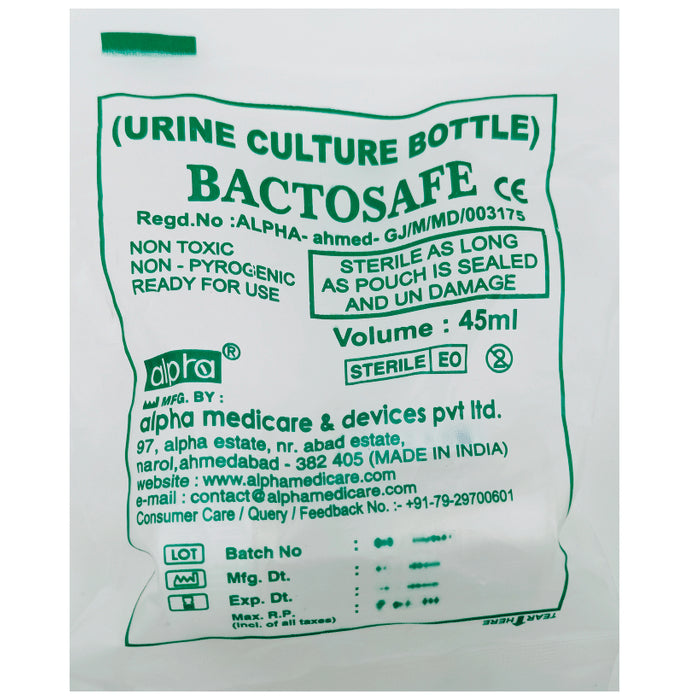 (URINE CULTURE BOTTLE)
BACTOSAFE CE
Regd.No :ALPHA- ahmed- GJ/M/MD/003175
NON TOXIC
NON - PYROGENIC
READY FOR USE
STERILE AS LONG
AS POUCH IS SEALED
AND UN DAMAGE
Volume : 45ml
STERILE EO 2
alpha ®
MFG. BY :
alpha medicare & devices pvt ltd.
97, alpha estate, nr. abad estate,
narol,ahmedabad - 382 405 (MADE IN INDIA)
website : www.alphamedicare.com
e-mail : contact@alphamedicare.com
Consumer Care / Query / Feedback No. :- +91-79-29700601
LOT Batch No :
Mfg. Dt. :
Exp. Dt. :
Max. R.P. :
(Incl. of all taxes)
TEAR HERE